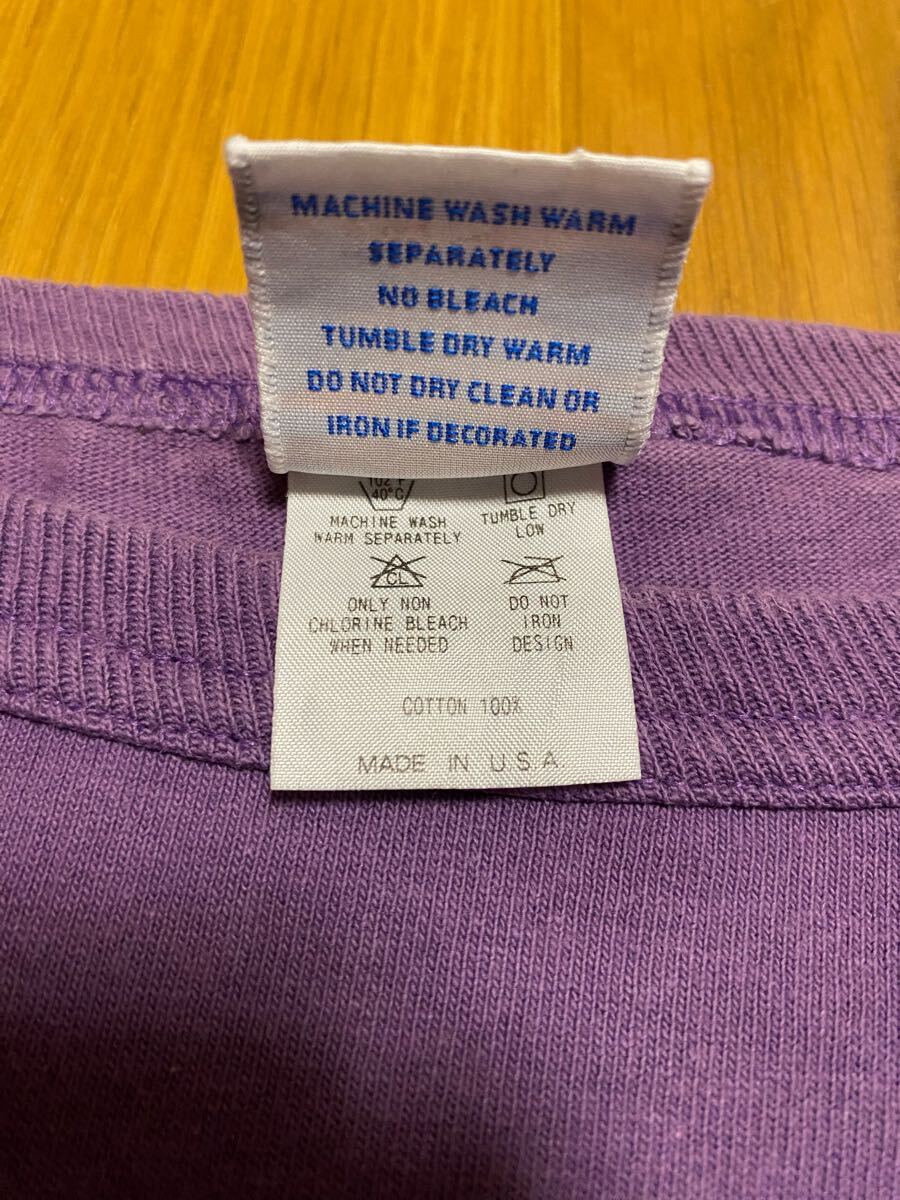 MACHINE WASH WARM
SEPARATELY
NO BLEACH
TUMBLE DRY WARM
DO NOT DRY CLEAN OR
IRON IF DECORATED
102 F
40°C
MACHINE WASH
WARM SEPARATELY
TUMBLE DRY
LOW
CL
ONLY NON
CHLORINE BLEACH
WHEN NEEDED
DO NOT
IRON
DESIGN
COTTON 100%
MADE IN U.S.A.